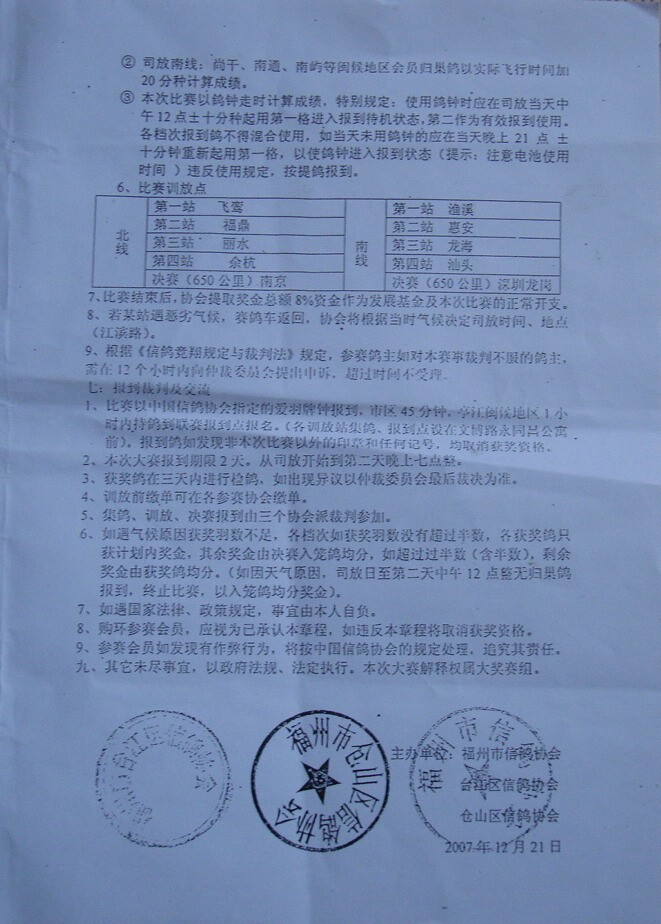 ② 司放南线：尚干、南通、南屿等闽候地区会员归巢鸽以实际飞行时间加
20 分种计算成绩。
③ 本次比赛以鸽钟走时计算成绩，特别规定：使用鸽钟时应在司放当天中
午12点±十分种起用第一格进入报到待机状态，第二作为有效报到使用。
各档次报到鸽不得混合使用，如当天未用鸽钟的应在当天晚上 21 点 ±
十分钟重新起用第一格，以使鸽钟进入报到状态（提示：注意电池使用
时间 ）违反使用规定，按提鸽报到。
6、比赛训放点
北线
第一站 飞鸾
第二站 福鼎
第三站 丽水
第四站 余杭
决赛（650公里）南京
南线
第一站 渔溪
第二站 惠安
第三站 龙海
第四站 汕头
决赛（650公里）深圳龙岗
7、比赛结束后，协会提取奖金总额8%资金作为发展基金及本次比赛的正常开支。
8、若某站遇恶劣气候，赛鸽车返回，协会将根据当时气候决定司放时间、地点
（江滨路）。
9、根据《信鸽竞翔规定与裁判法》规定，参赛鸽主如对本赛事裁判不服的鸽主，
需在 12 个小时内向仲裁委员会提出申诉，超过时间不受理。
七：报到裁判及交流
1、比赛以中国信鸽协会指定的爱羽牌钟报到，市区 45 分钟，亭江闽候地区 1 小
时内持鸽到联赛报到点报名。（各训放站集鸽、报到点设在文博路永同昌公寓
前）。报到鸽如发现非本次比赛以外的印章和任何记号，均取消获奖资格。
2、本次大赛报到期限 2 天。从司放开始到第二天晚上七点整。
3、获奖鸽在三天内进行检鸽，如出现异议以仲裁委员会最后裁决为准。
4、训放前缴单可在各参赛协会缴单。
5、集鸽、训放、决赛报到由三个协会派裁判参加。
6、如遇气候原因获奖羽数不足，各档次如获奖羽数没有超过半数，各获奖鸽只
获计划内奖金，其余奖金由决赛入笼鸽均分，如超过过半数（含半数），剩余
奖金由获奖鸽均分。（如因天气原因，司放日至第二天中午 12 点整无归巢鸽
报到，终止比赛，以入笼鸽均分奖金）。
7、如遇国家法律、政策规定，事宜由本人自负。
8、购环参赛会员，应视为已承认本章程，如违反本章程将取消获奖资格。
9、参赛会员如发现有作弊行为，将按中国信鸽协会的规定处理，追究其责任。
九、其它未尽事宜，以政府法规、法定执行。本次大赛解释权属大奖赛组。
台江区信鸽协会
福州市仓山区信鸽协会
福州市信
主办单位：福州市信鸽协会
台江区信鸽协会
仓山区信鸽协会
2007年12月21日